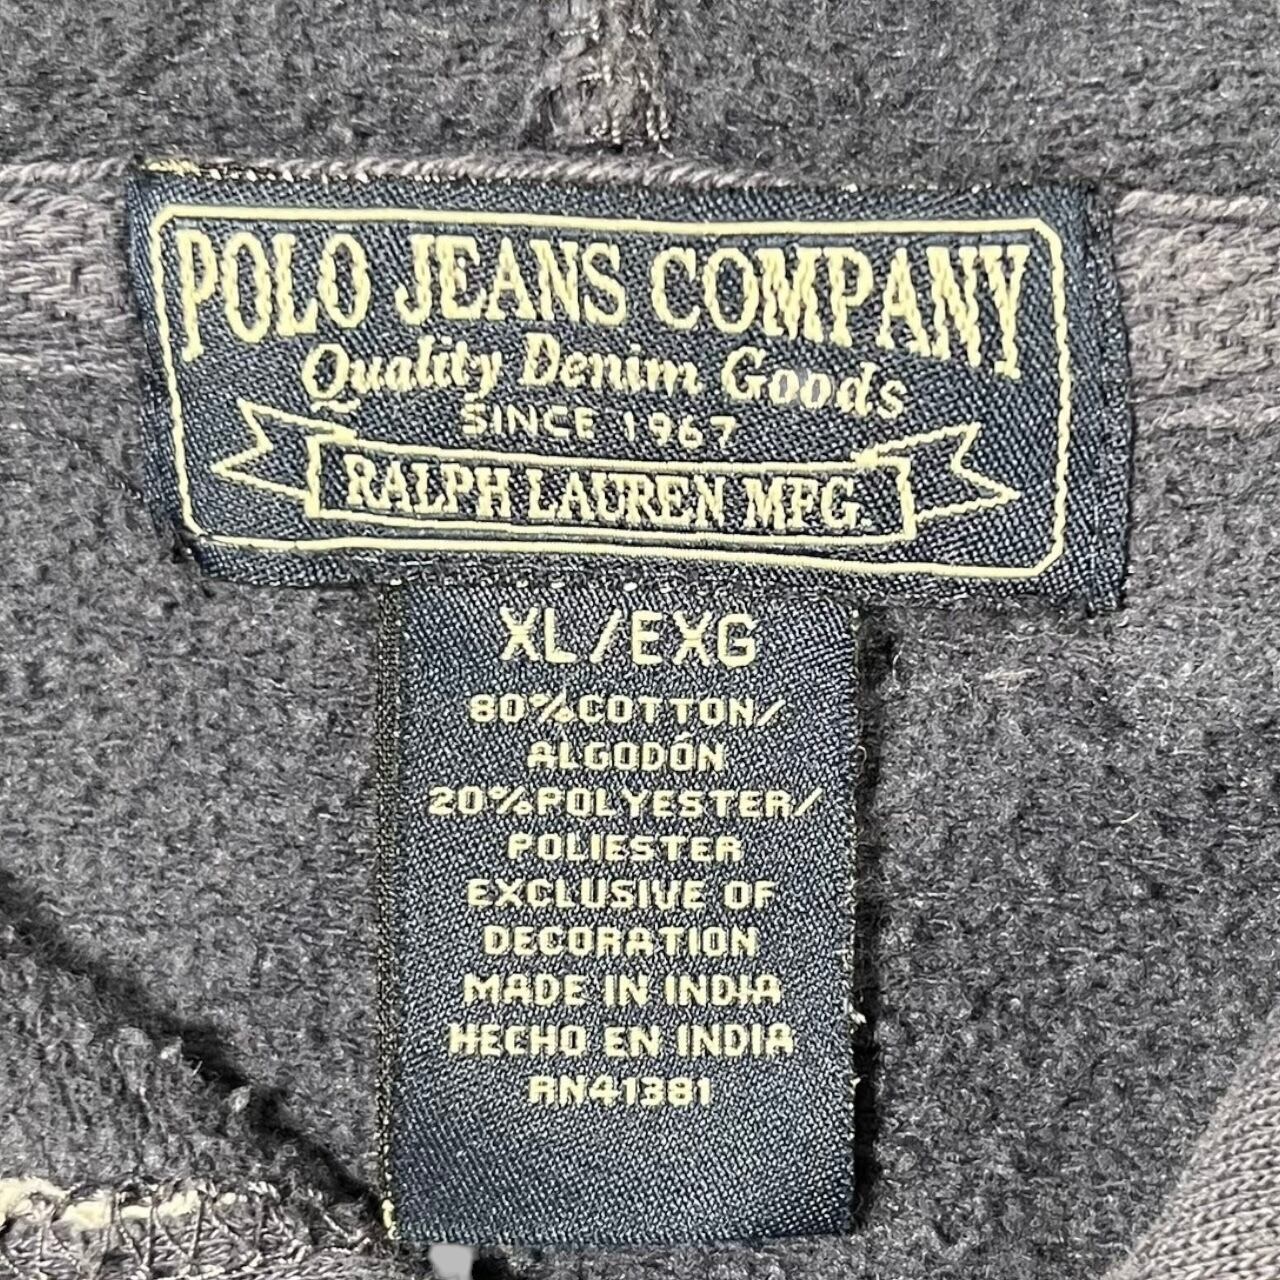 POLO JEANS COMPANY
Quality Denim Goods
SINCE 1967
RALPH LAUREN MFG.
XL/EXG
80%COTTON/
ALGODÓN
20%POLYESTER/
POLIESTER
EXCLUSIVE OF
DECORATION
MADE IN INDIA
HECHO EN INDIA
RN41381